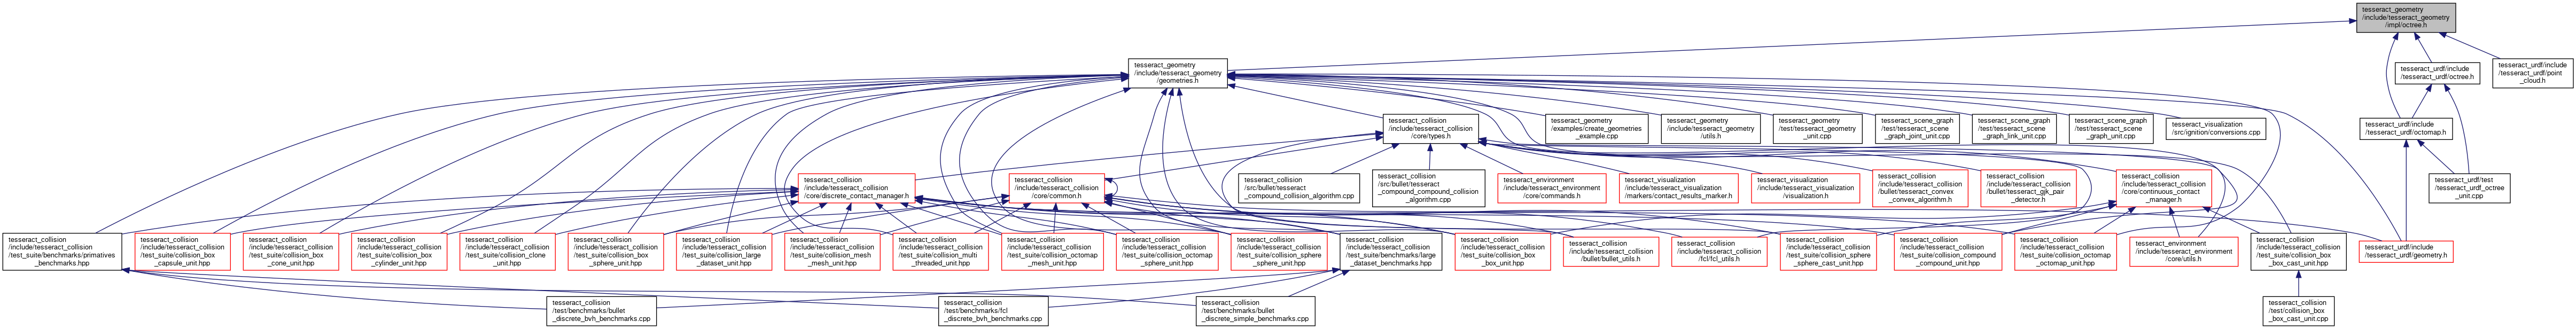 tesseract_geometry
/include/tesseract_geometry
/impl/octree.h
tesseract_geometry
/include/tesseract_geometry
/geometries.h
tesseract_urdf/include
/tesseract_urdf/octree.h
tesseract_urdf/include
/tesseract_urdf/point
_cloud.h
tesseract_collision
/include/tesseract_collision
/core/types.h
tesseract_geometry
/examples/create_geometries
_example.cpp
tesseract_geometry
/include/tesseract_geometry
/utils.h
tesseract_geometry
/test/tesseract_geometry
_unit.cpp
tesseract_scene_graph
/test/tesseract_scene
_graph_joint_unit.cpp
tesseract_scene_graph
/test/tesseract_scene
_graph_link_unit.cpp
tesseract_scene_graph
/test/tesseract_scene
_graph_unit.cpp
tesseract_visualization
/src/ignition/conversions.cpp
tesseract_urdf/include
/tesseract_urdf/octomap.h
tesseract_collision
/include/tesseract_collision
/core/discrete_contact_manager.h
tesseract_collision
/include/tesseract_collision
/core/common.h
tesseract_collision
/src/bullet/tesseract
_compound_collision_algorithm.cpp
tesseract_collision
/src/bullet/tesseract
_compound_compound_collision
_algorithm.cpp
tesseract_environment
/include/tesseract_environment
/core/commands.h
tesseract_visualization
/include/tesseract_visualization
/markers/contact_results_marker.h
tesseract_visualization
/include/tesseract_visualization
/visualization.h
tesseract_collision
/include/tesseract_collision
/bullet/tesseract_convex
_convex_algorithm.h
tesseract_collision
/include/tesseract_collision
/bullet/tesseract_gjk_pair
_detector.h
tesseract_collision
/include/tesseract_collision
/core/continuous_contact
_manager.h
tesseract_urdf/test
/tesseract_urdf_octree
_unit.cpp
tesseract_collision
/include/tesseract_collision
/test_suite/benchmarks/primatives
_benchmarks.hpp
tesseract_collision
/include/tesseract_collision
/test_suite/collision_box
_capsule_unit.hpp
tesseract_collision
/include/tesseract_collision
/test_suite/collision_box
_cone_unit.hpp
tesseract_collision
/include/tesseract_collision
/test_suite/collision_box
_cylinder_unit.hpp
tesseract_collision
/include/tesseract_collision
/test_suite/collision_clone
_unit.hpp
tesseract_collision
/include/tesseract_collision
/test_suite/collision_box
_sphere_unit.hpp
tesseract_collision
/include/tesseract_collision
/test_suite/collision_large
_dataset_unit.hpp
tesseract_collision
/include/tesseract_collision
/test_suite/collision_mesh
_mesh_unit.hpp
tesseract_collision
/include/tesseract_collision
/test_suite/collision_multi
_threaded_unit.hpp
tesseract_collision
/include/tesseract_collision
/test_suite/collision_octomap
_mesh_unit.hpp
tesseract_collision
/include/tesseract_collision
/test_suite/collision_octomap
_sphere_unit.hpp
tesseract_collision
/include/tesseract_collision
/test_suite/collision_sphere
_sphere_unit.hpp
tesseract_collision
/include/tesseract_collision
/test_suite/benchmarks/large
_dataset_benchmarks.hpp
tesseract_collision
/include/tesseract_collision
/test_suite/collision_box
_box_unit.hpp
tesseract_collision
/include/tesseract_collision
/bullet/bullet_utils.h
tesseract_collision
/include/tesseract_collision
/fcl/fcl_utils.h
tesseract_collision
/include/tesseract_collision
/test_suite/collision_sphere
_sphere_cast_unit.hpp
tesseract_collision
/include/tesseract_collision
/test_suite/collision_compound
_compound_unit.hpp
tesseract_collision
/include/tesseract_collision
/test_suite/collision_octomap
_octomap_unit.hpp
tesseract_environment
/include/tesseract_environment
/core/utils.h
tesseract_collision
/include/tesseract_collision
/test_suite/collision_box
_box_cast_unit.hpp
tesseract_urdf/include
/tesseract_urdf/geometry.h
tesseract_collision
/test/benchmarks/bullet
_discrete_bvh_benchmarks.cpp
tesseract_collision
/test/benchmarks/fcl
_discrete_bvh_benchmarks.cpp
tesseract_collision
/test/benchmarks/bullet
_discrete_simple_benchmarks.cpp
tesseract_collision
/test/collision_box
_box_cast_unit.cpp